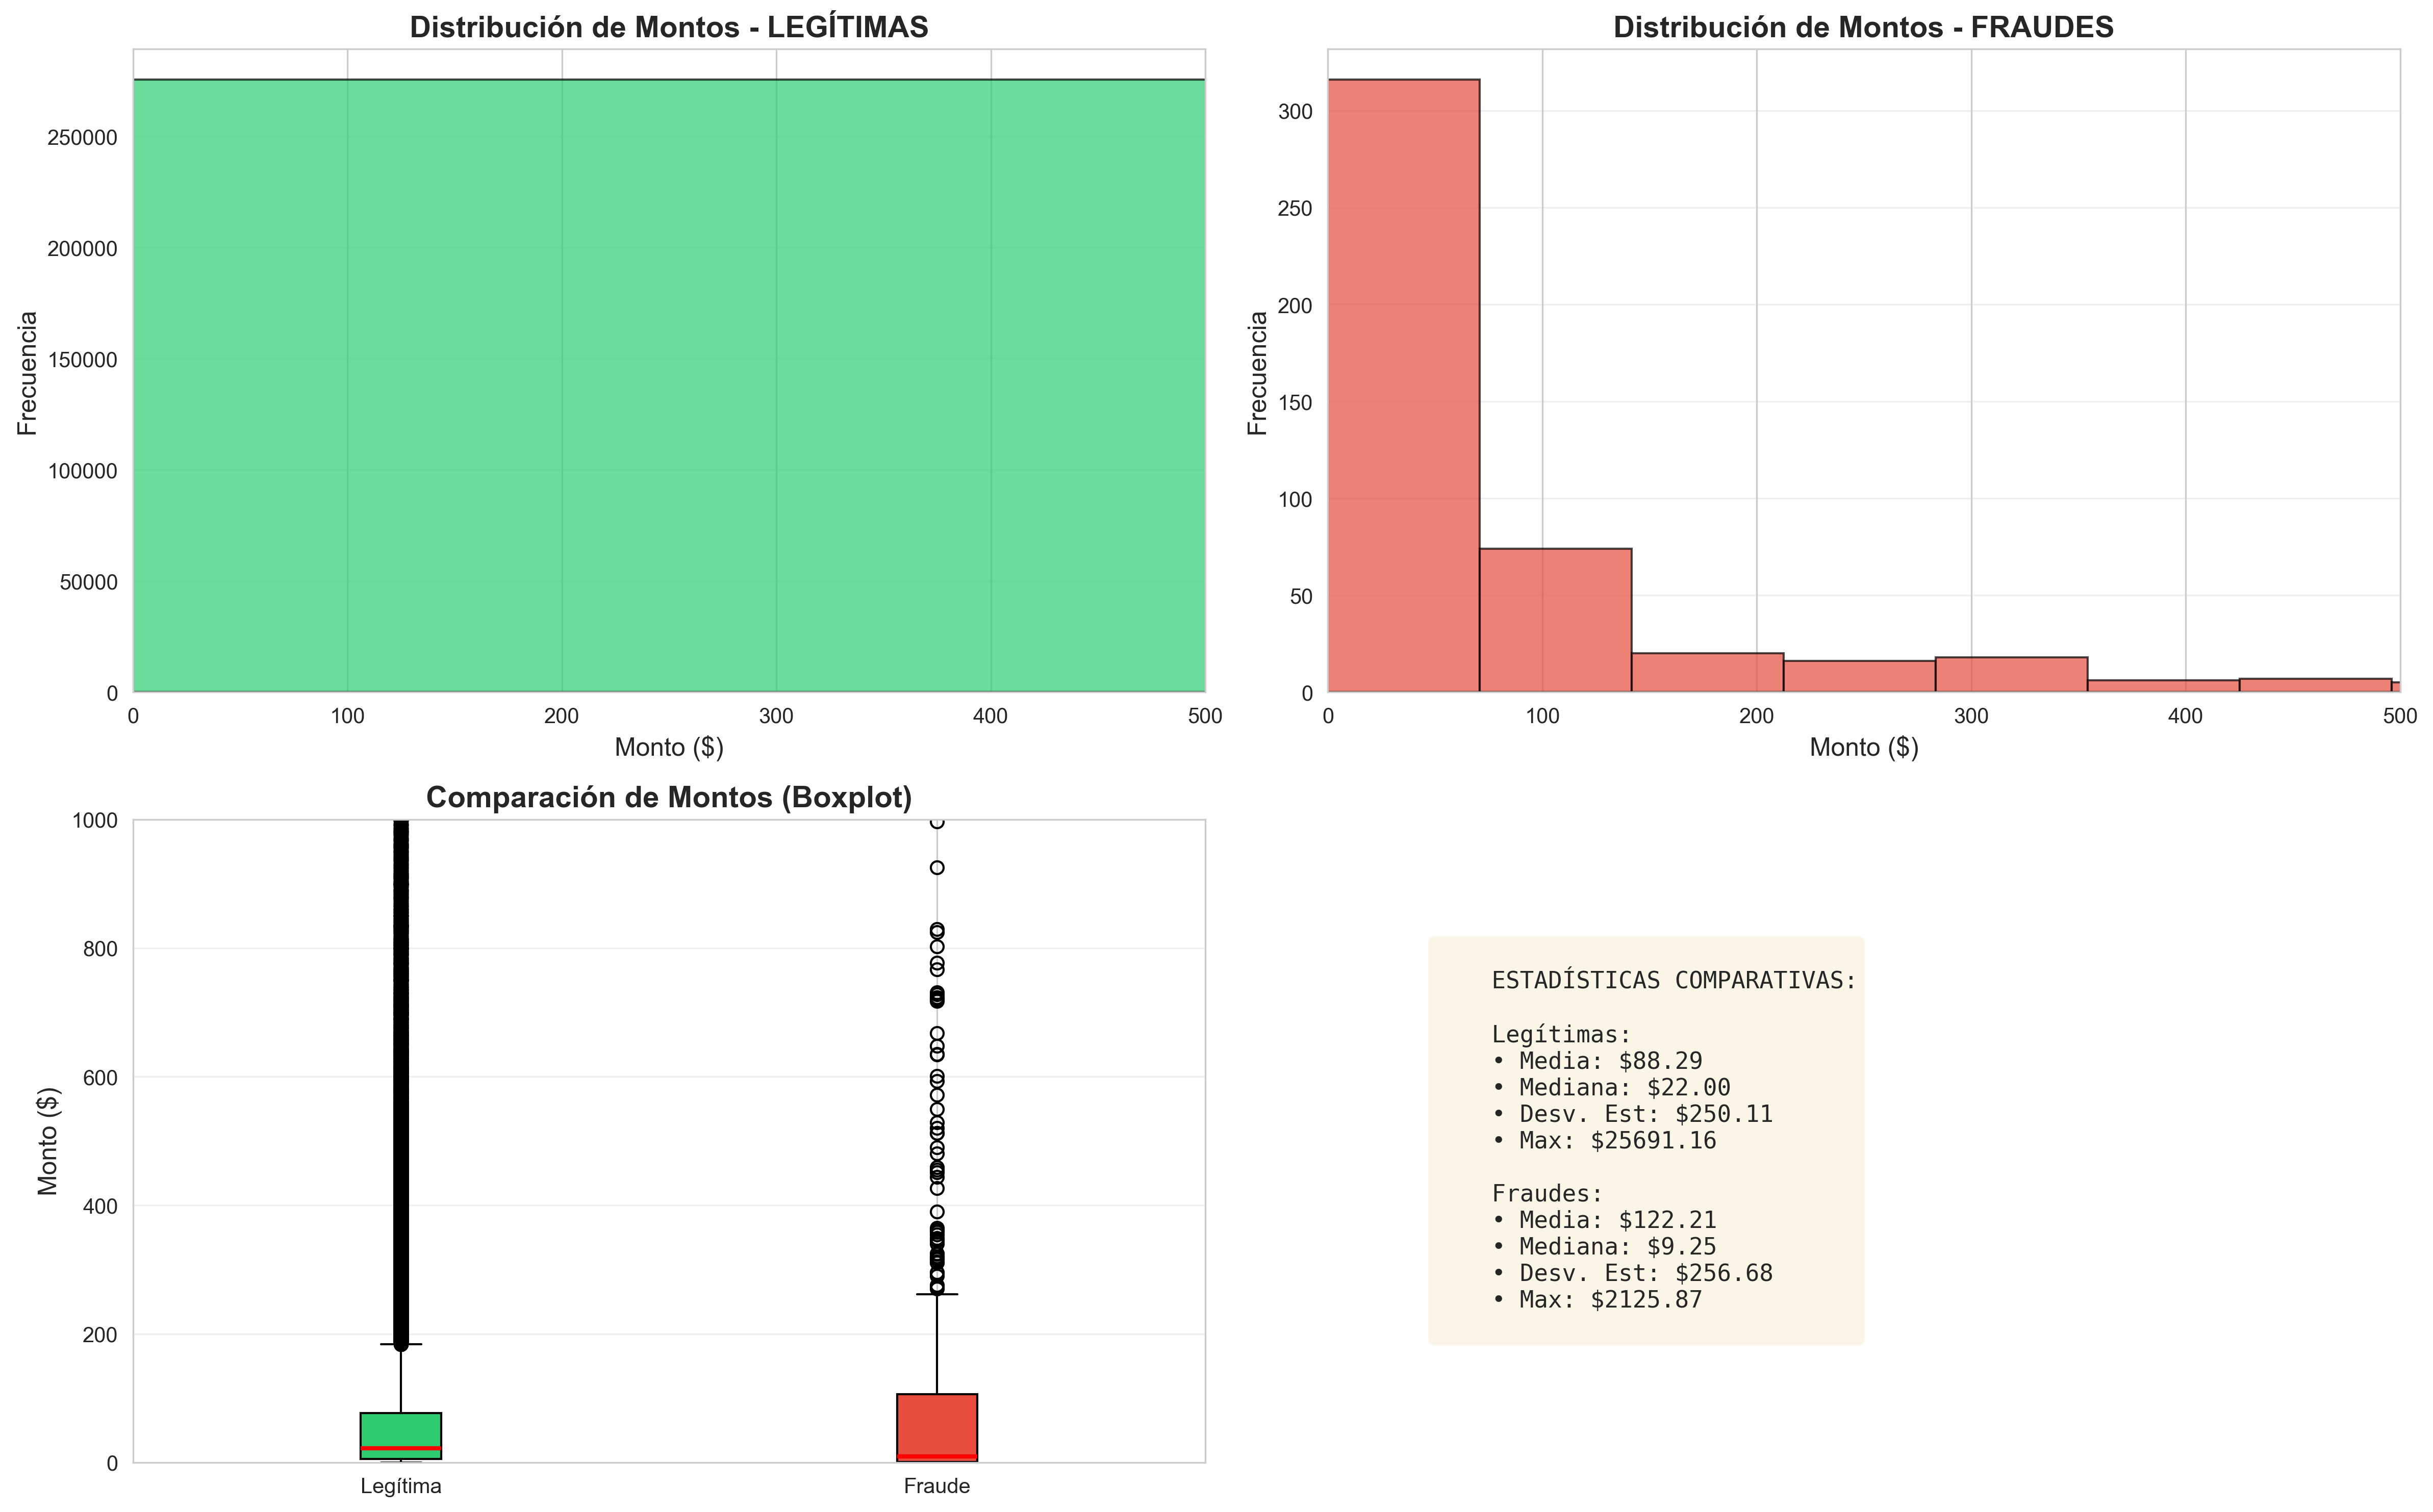 Distribución de Montos - LEGÍTIMAS
Frecuencia
250000
200000
150000
100000
50000
0
0 100 200 300 400 500
Monto ($)
Distribución de Montos - FRAUDES
Frecuencia
300
250
200
150
100
50
0
0 100 200 300 400 500
Monto ($)
Comparación de Montos (Boxplot)
Monto ($)
1000
800
600
400
200
0
Legítima Fraude
ESTADÍSTICAS COMPARATIVAS:
Legítimas:
• Media: $88.29
• Mediana: $22.00
• Desv. Est: $250.11
• Max: $25691.16
Fraudes:
• Media: $122.21
• Mediana: $9.25
• Desv. Est: $256.68
• Max: $2125.87